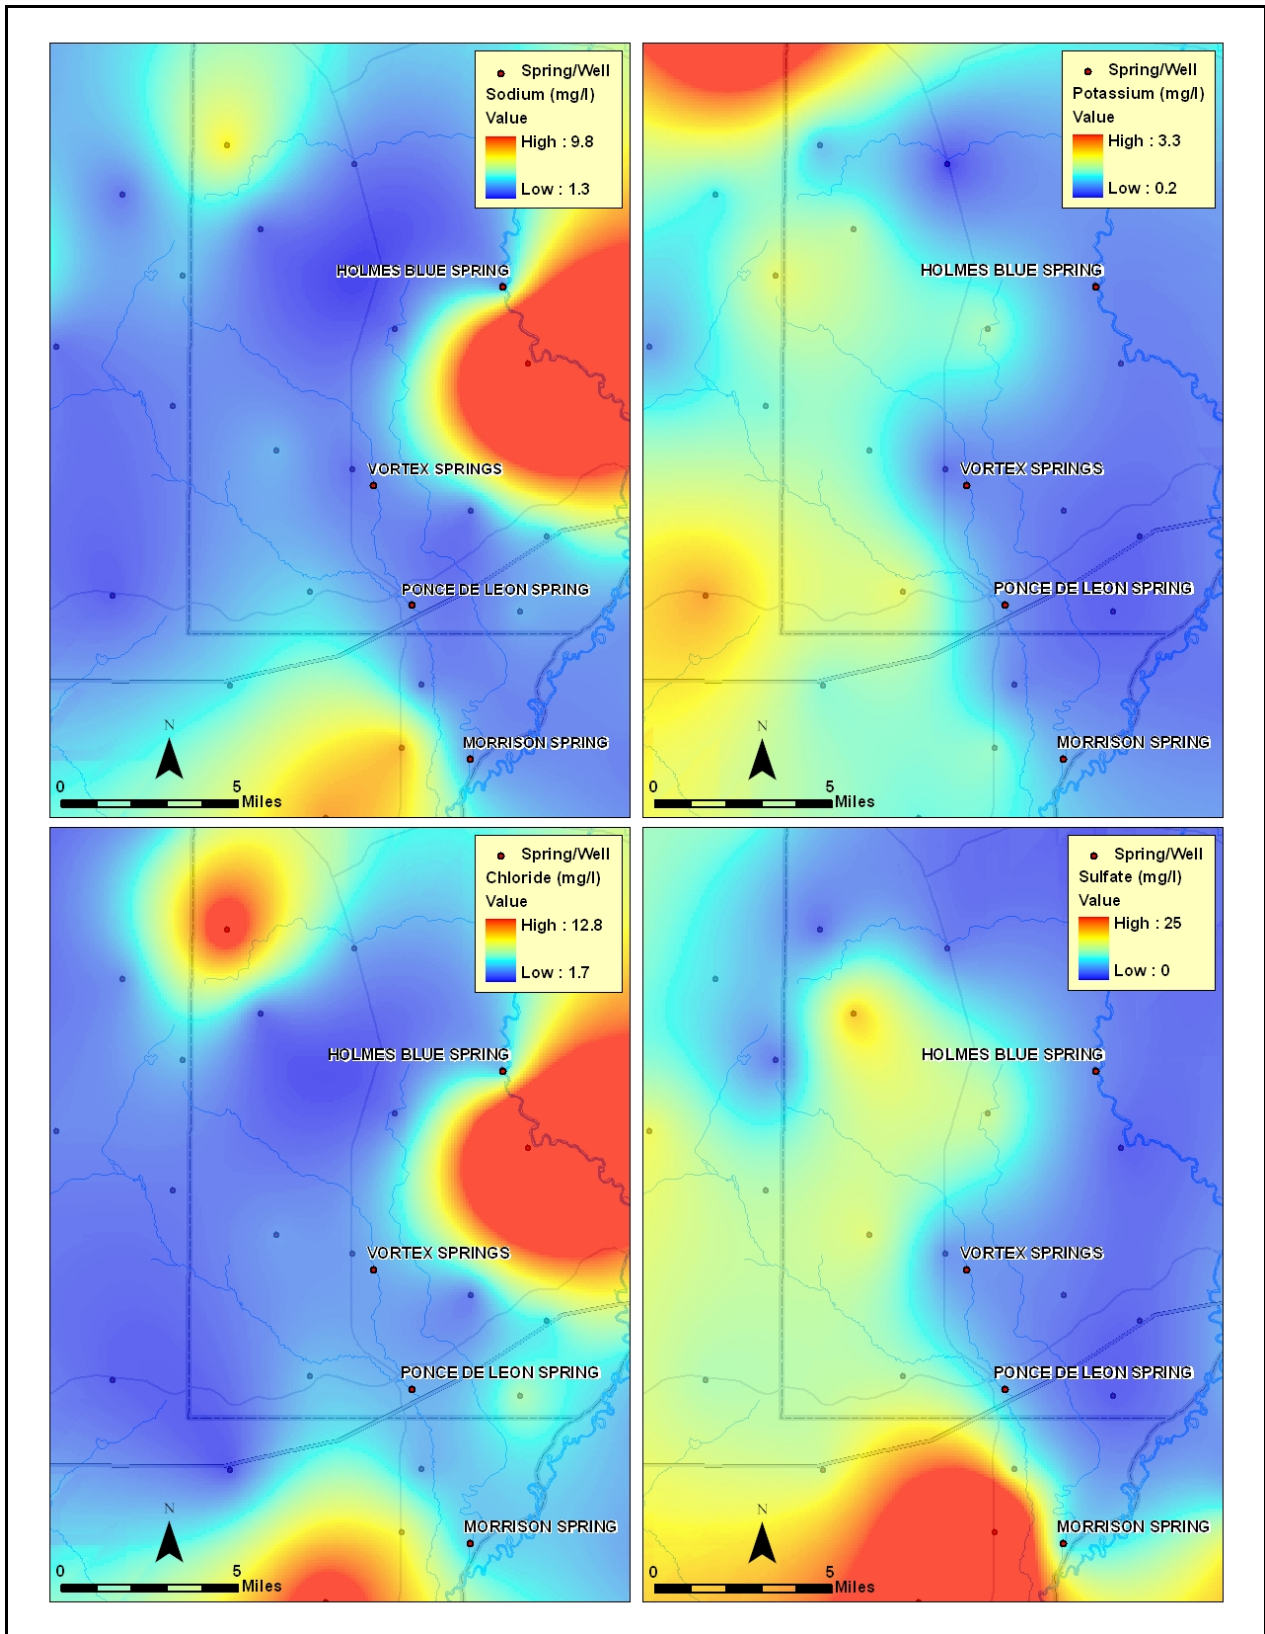 Spring/Well
Sodium (mg/l)
Value
High : 9.8
Low : 1.3
HOLMES BLUE SPRING
VORTEX SPRINGS
PONCE DE LEON SPRING
MORRISON SPRING
N
0 5
Miles
Spring/Well
Potassium (mg/l)
Value
High : 3.3
Low : 0.2
HOLMES BLUE SPRING
VORTEX SPRINGS
PONCE DE LEON SPRING
MORRISON SPRING
N
0 5
Miles
Spring/Well
Chloride (mg/l)
Value
High : 12.8
Low : 1.7
HOLMES BLUE SPRING
VORTEX SPRINGS
PONCE DE LEON SPRING
MORRISON SPRING
N
0 5
Miles
Spring/Well
Sulfate (mg/l)
Value
High : 25
Low : 0
HOLMES BLUE SPRING
VORTEX SPRINGS
PONCE DE LEON SPRING
MORRISON SPRING
N
0 5
Miles